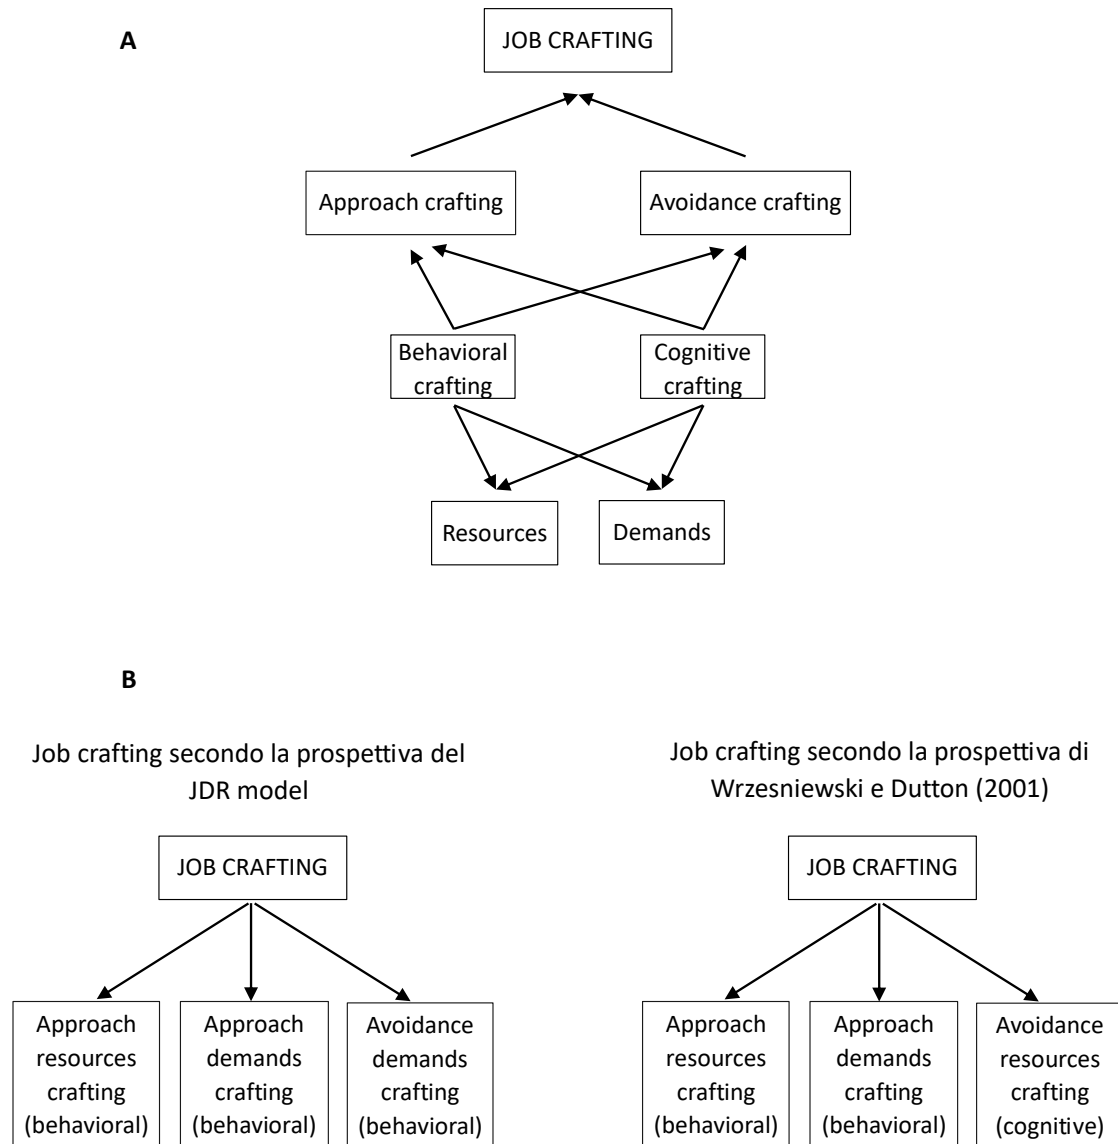 A
JOB CRAFTING
Approach crafting
Avoidance crafting
Behavioral
crafting
Cognitive
crafting
Resources
Demands
B
Job crafting secondo la prospettiva del
JDR model
JOB CRAFTING
Approach
resources
crafting
(behavioral)
Approach
demands
crafting
(behavioral)
Avoidance
demands
crafting
(behavioral)
Job crafting secondo la prospettiva di
Wrzesniewski e Dutton (2001)
JOB CRAFTING
Approach
resources
crafting
(behavioral)
Approach
demands
crafting
(behavioral)
Avoidance
resources
crafting
(cognitive)